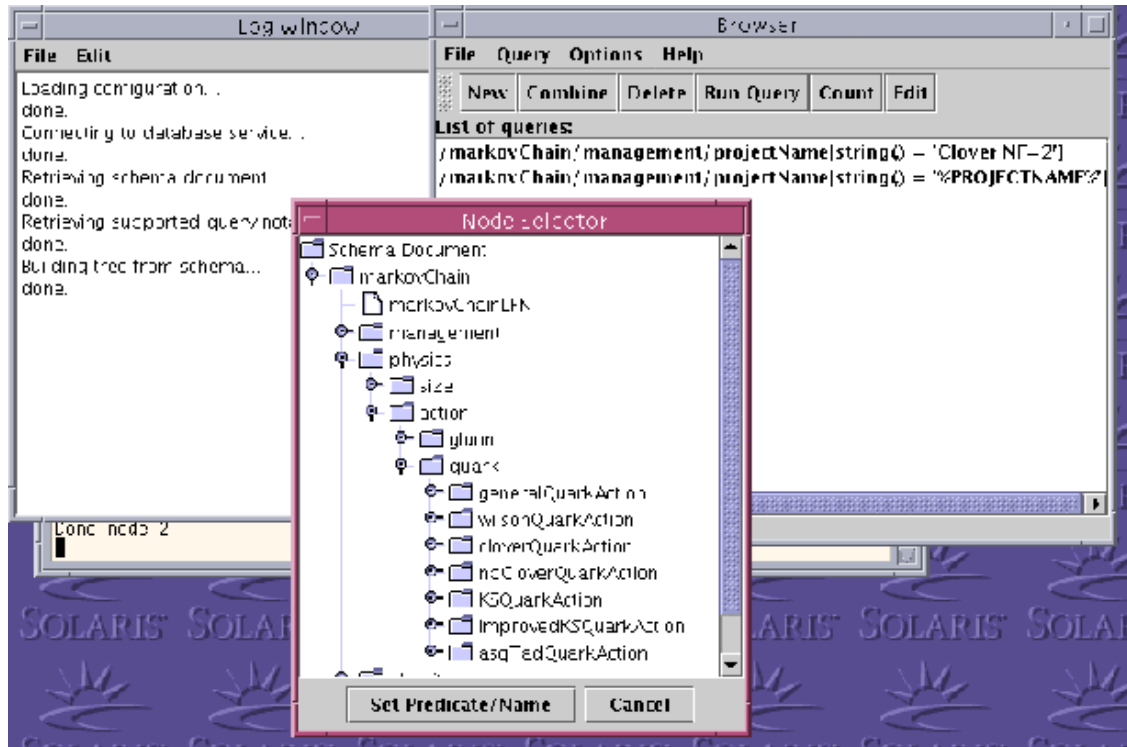 Log window
File Edit
Loading configuration...
done.
Connecting to database service...
done.
Retrieving schema document
done.
Retrieving supported query
done.
Building tree from schema...
done.
Browser
File Query Options Help
New Combine Delete Run Query Count Edit
List of queries:
/markovChain/management/projectName[string() = 'Clover NF=2']
/markovChain/management/projectName[string() = '%PROJECTNAME%'
Node Selector
Schema Document
markovChain
markovChainLFN
management
physics
size
action
gluon
quark
generalQuarkAction
wilsonQuarkAction
cloverQuarkAction
npCloverQuarkAction
KSQuarkAction
improvedKSQuarkAction
asqTadQuarkAction
Set Predicate/Name Cancel
Done node 2
SOLARIS SOLARIS SOLARIS